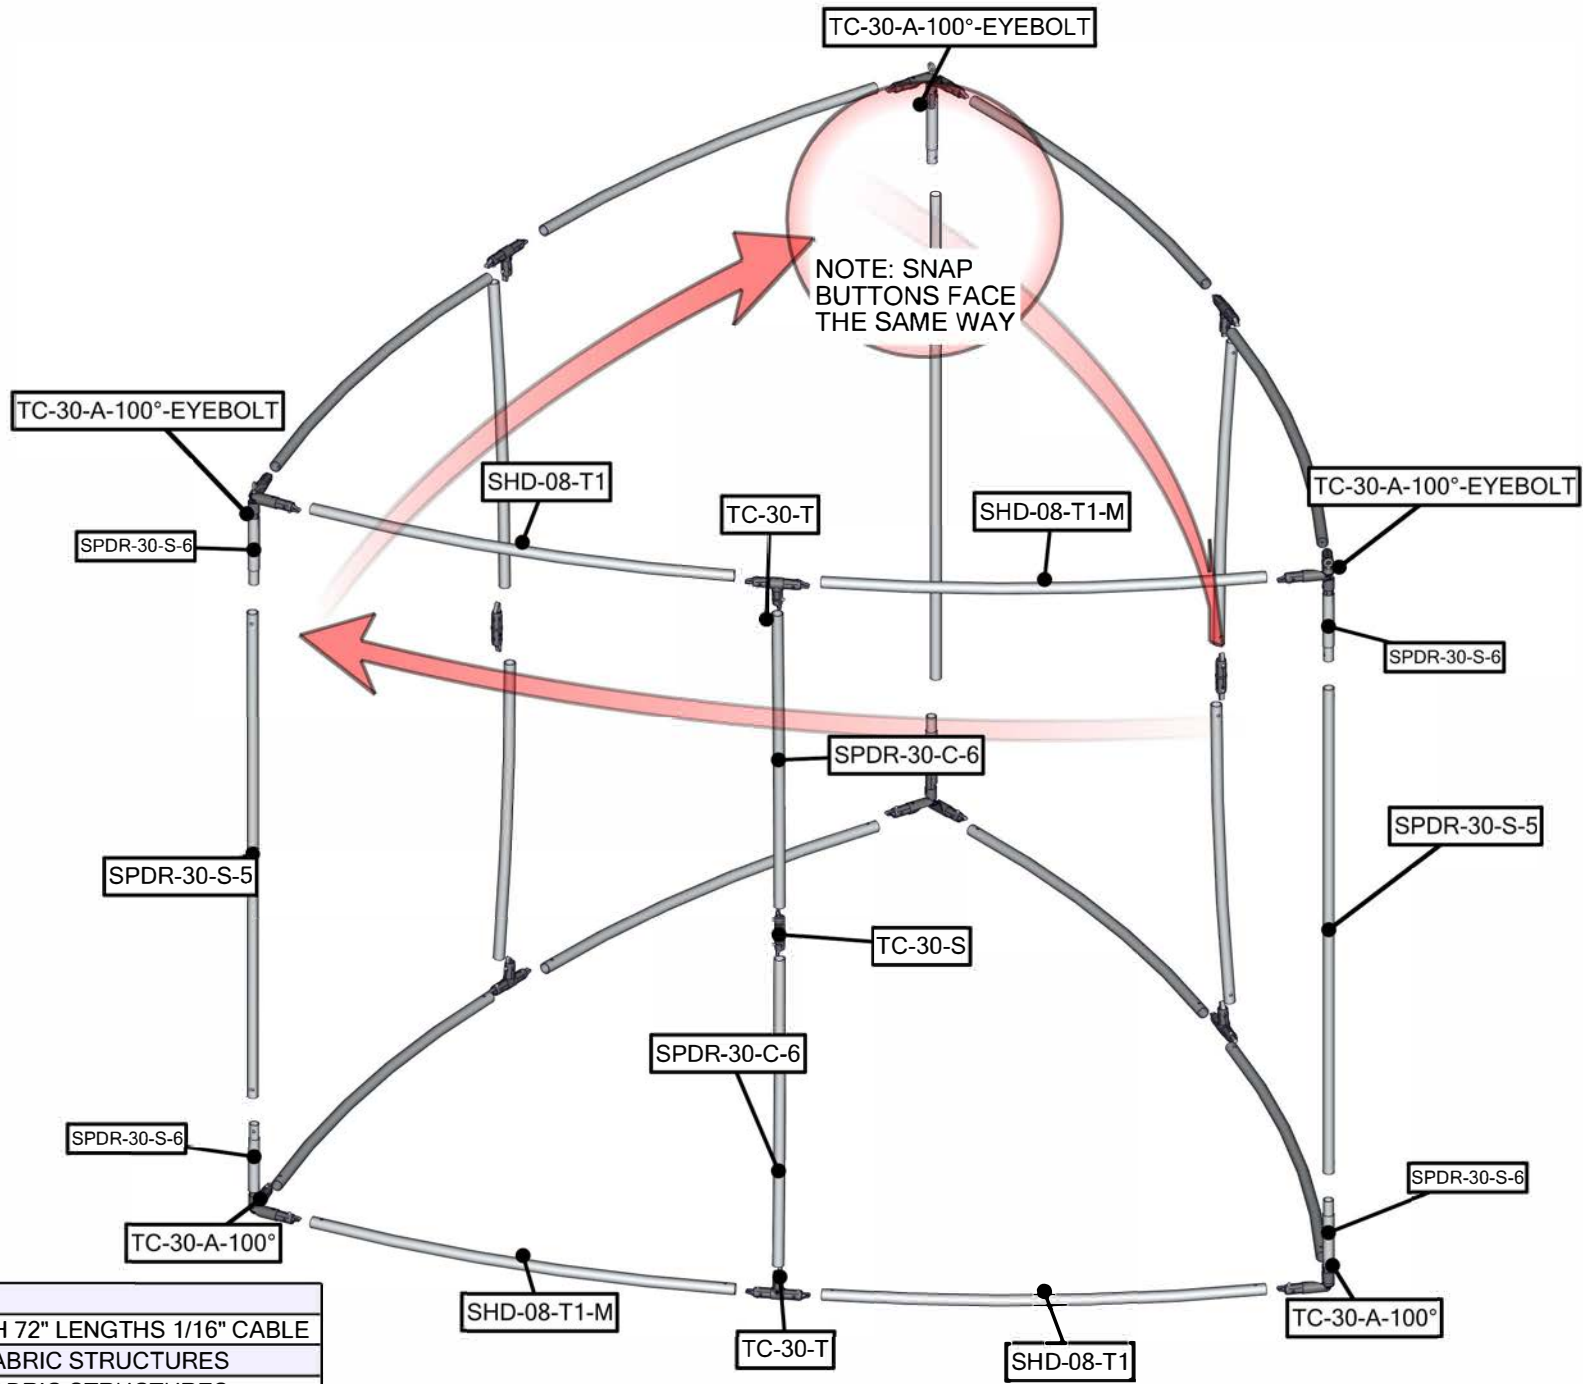 TC-30-A-100°-EYEBOLT
NOTE: SNAP
BUTTONS FACE
THE SAME WAY
TC-30-A-100°-EYEBOLT
SHD-08-T1
TC-30-T
SHD-08-T1-M
TC-30-A-100°-EYEBOLT
SPDR-30-S-6
SPDR-30-S-6
SPDR-30-C-6
SPDR-30-S-5
SPDR-30-S-5
TC-30-S
SPDR-30-C-6
SPDR-30-S-6
SPDR-30-S-6
TC-30-A-100°
SHD-08-T1-M
TC-30-T
SHD-08-T1
TC-30-A-100°
72" LENGTHS 1/16" CABLE
STRUCTURES